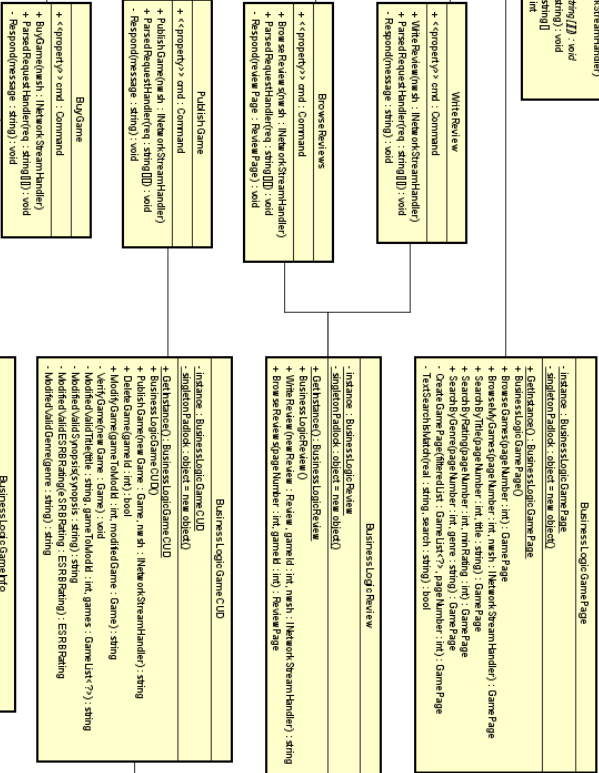 kStreamHandler)
string[][]) : void
string) : void
string[]
int
WriteReview
+ <<property>> cmd : Command
+ WriteReview(nwsh : INetworkStreamHandler)
+ ParsedRequestHandler(req : string[][]) : void
- Respond(message : string) : void
BrowseReviews
+ <<property>> cmd : Command
+ BrowseReviews(nwsh : INetworkStreamHandler)
+ ParsedRequestHandler(req : string[][]) : void
- Respond(reviewPage : ReviewPage) : void
PublishGame
+ <<property>> cmd : Command
+ PublishGame(nwsh : INetworkStreamHandler)
+ ParsedRequestHandler(req : string[][]) : void
- Respond(message : string) : void
BuyGame
+ <<property>> cmd : Command
+ BuyGame(nwsh : INetworkStreamHandler)
+ ParsedRequestHandler(req : string[][]) : void
- Respond(message : string) : void
BusinessLogicGamePage
- instance : BusinessLogicGamePage
- singletonPadlock : object = new object()
+ GetInstance() : BusinessLogicGamePage
+ BusinessLogicGamePage()
+ BrowseGames(pageNumber : int) : GamePage
+ BrowseMyGames(pageNumber : int, nwsh : INetworkStreamHandler) : GamePage
+ SearchByTitle(pageNumber : int, title : string) : GamePage
+ SearchByRating(pageNumber : int, minRating : int) : GamePage
+ SearchByGenre(pageNumber : int, genre : string) : GamePage
- CreateGamePage(filteredList : GameList<?>, pageNumber : int) : GamePage
- TextSearchIsMatch(real : string, search : string) : bool
BusinessLogicReview
- instance : BusinessLogicReview
- singletonPadlock : object = new object()
+ GetInstance() : BusinessLogicReview
+ BusinessLogicReview()
+ WriteReview(newReview : Review, gameId : int, nwsh : INetworkStreamHandler) : string
+ BrowseReviews(pageNumber : int, gameId : int) : ReviewPage
BusinessLogicGameCUD
- instance : BusinessLogicGameCUD
- singletonPadlock : object = new object()
+ GetInstance() : BusinessLogicGameCUD
+ BusinessLogicGameCUD()
+ PublishGame(newGame : Game, nwsh : INetworkStreamHandler) : string
+ DeleteGame(gameId : int) : bool
+ ModifyGame(gameToModId : int, modifiedGame : Game) : string
- VerifyGame(newGame : Game) : void
- ModifiedValidTitle(title : string, gameToModId : int, games : GameList<?>) : string
- ModifiedValidSynopsis(synopsis : string) : string
- ModifiedValidESRBRating(eSRBRating : ESRBRating) : ESRBRating
- ModifiedValidGenre(genre : string) : string
BusinessLogicGameInfo